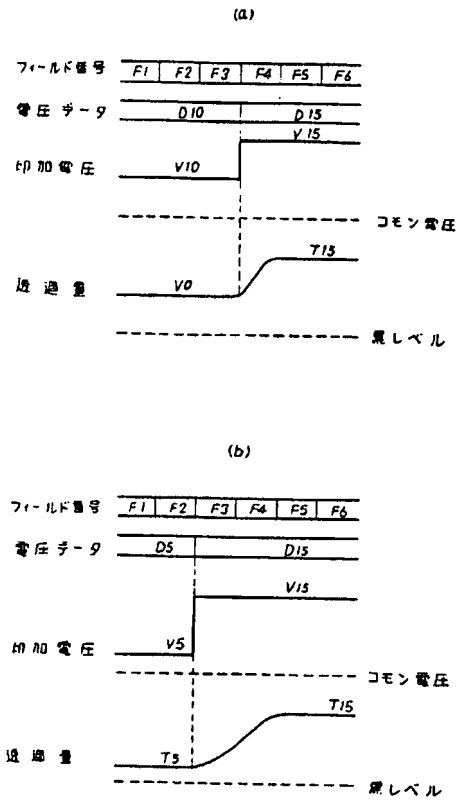 (a)
フィールド番号 F1 F2 F3 F4 F5 F6
電圧データ D10 D15
V15
印加電圧 V10
コモン電圧
T15
透過量 V0
黒レベル
(b)
フィールド番号 F1 F2 F3 F4 F5 F6
電圧データ D5 D15
V15
印加電圧 V5
コモン電圧
T15
透過量 T5
黒レベル